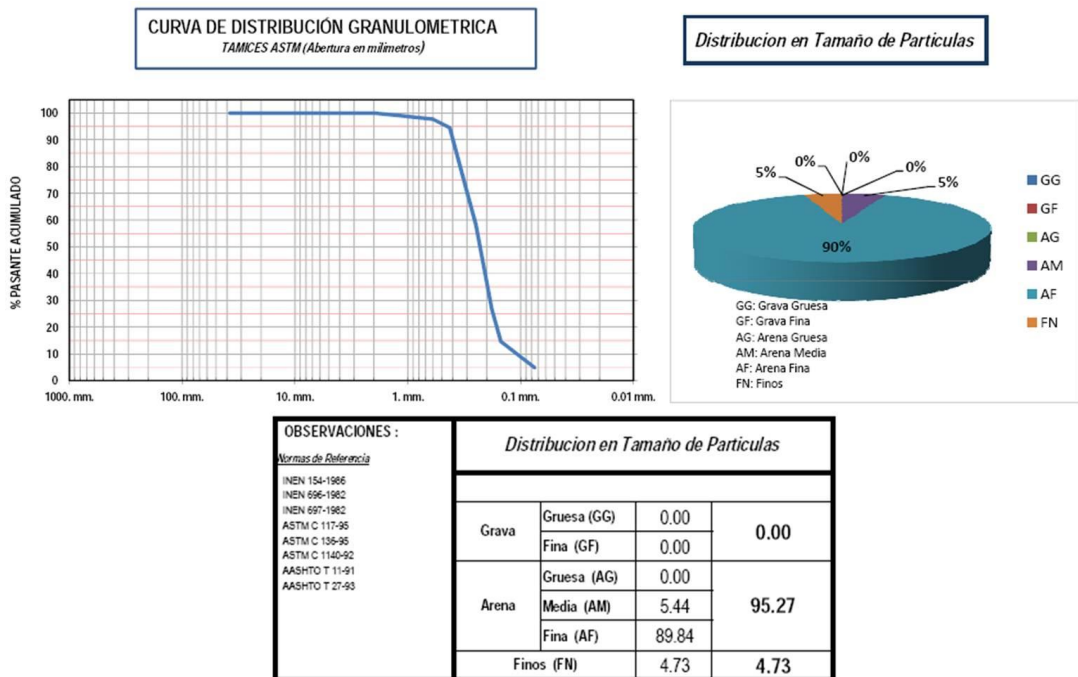 CURVA DE DISTRIBUCIÓN GRANULOMETRICA
TAMICES ASTM (Abertura en milimetros)
Distribucion en Tamaño de Particulas
% PASANTE ACUMULADO
100
90
80
70
60
50
40
30
20
10
0
1000. mm.
100. mm.
10. mm.
1. mm.
0.1 mm.
0.01 mm.
5%
0%
0%
0%
5%
90%
GG
GF
AG
AM
AF
FN
GG: Grava Gruesa
GF: Grava Fina
AG: Arena Gruesa
AM: Arena Media
AF: Arena Fina
FN: Finos
OBSERVACIONES :
Normas de Referencia
INEN 154-1986
INEN 696-1982
INEN 697-1982
ASTM C 117-95
ASTM C 136-95
ASTM C 1140-92
AASHTO T 11-91
AASHTO T 27-93
Distribucion en Tamaño de Particulas
Grava
Gruesa (GG) 0.00
0.00
Fina (GF) 0.00
Arena
Gruesa (AG) 0.00
Media (AM) 5.44
95.27
Fina (AF) 89.84
Finos (FN) 4.73 4.73